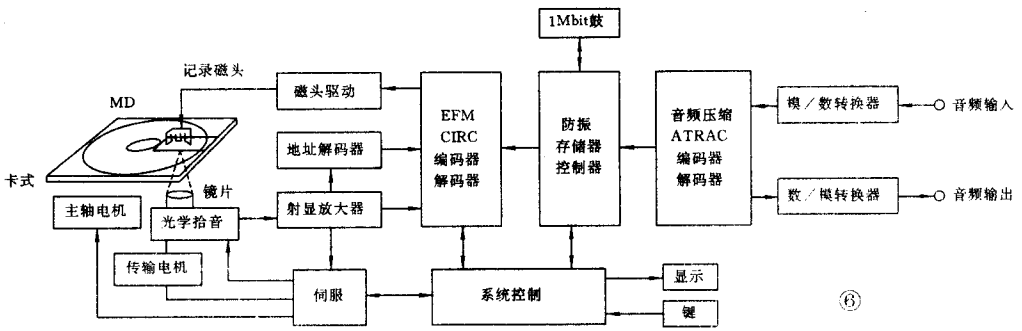 1Mbit鼓
记录磁头
磁头驱动
MD
EFM
CIRC
编码器
解码器
防振
存储器
控制器
音频压缩
ATRAC
编码器
解码器
模／数转换器
音频输入
地址解码器
卡式
镜片
主轴电机
光学拾音
射显放大器
数／模转换器
音频输出
传输电机
伺服
系统控制
显示
键
⑥